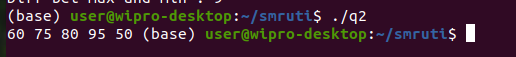 (base) user@wipro-desktop:~/smruti$ ./q2
60 75 80 95 50 (base) user@wipro-desktop:~/smruti$